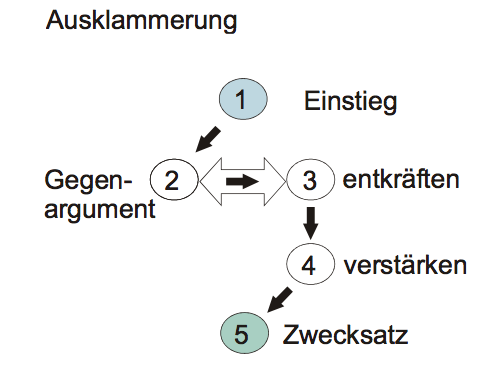 Ausklammerung
1 Einstieg
Gegen-
argument
2
3 entkräften
4 verstärken
5 Zwecksatz